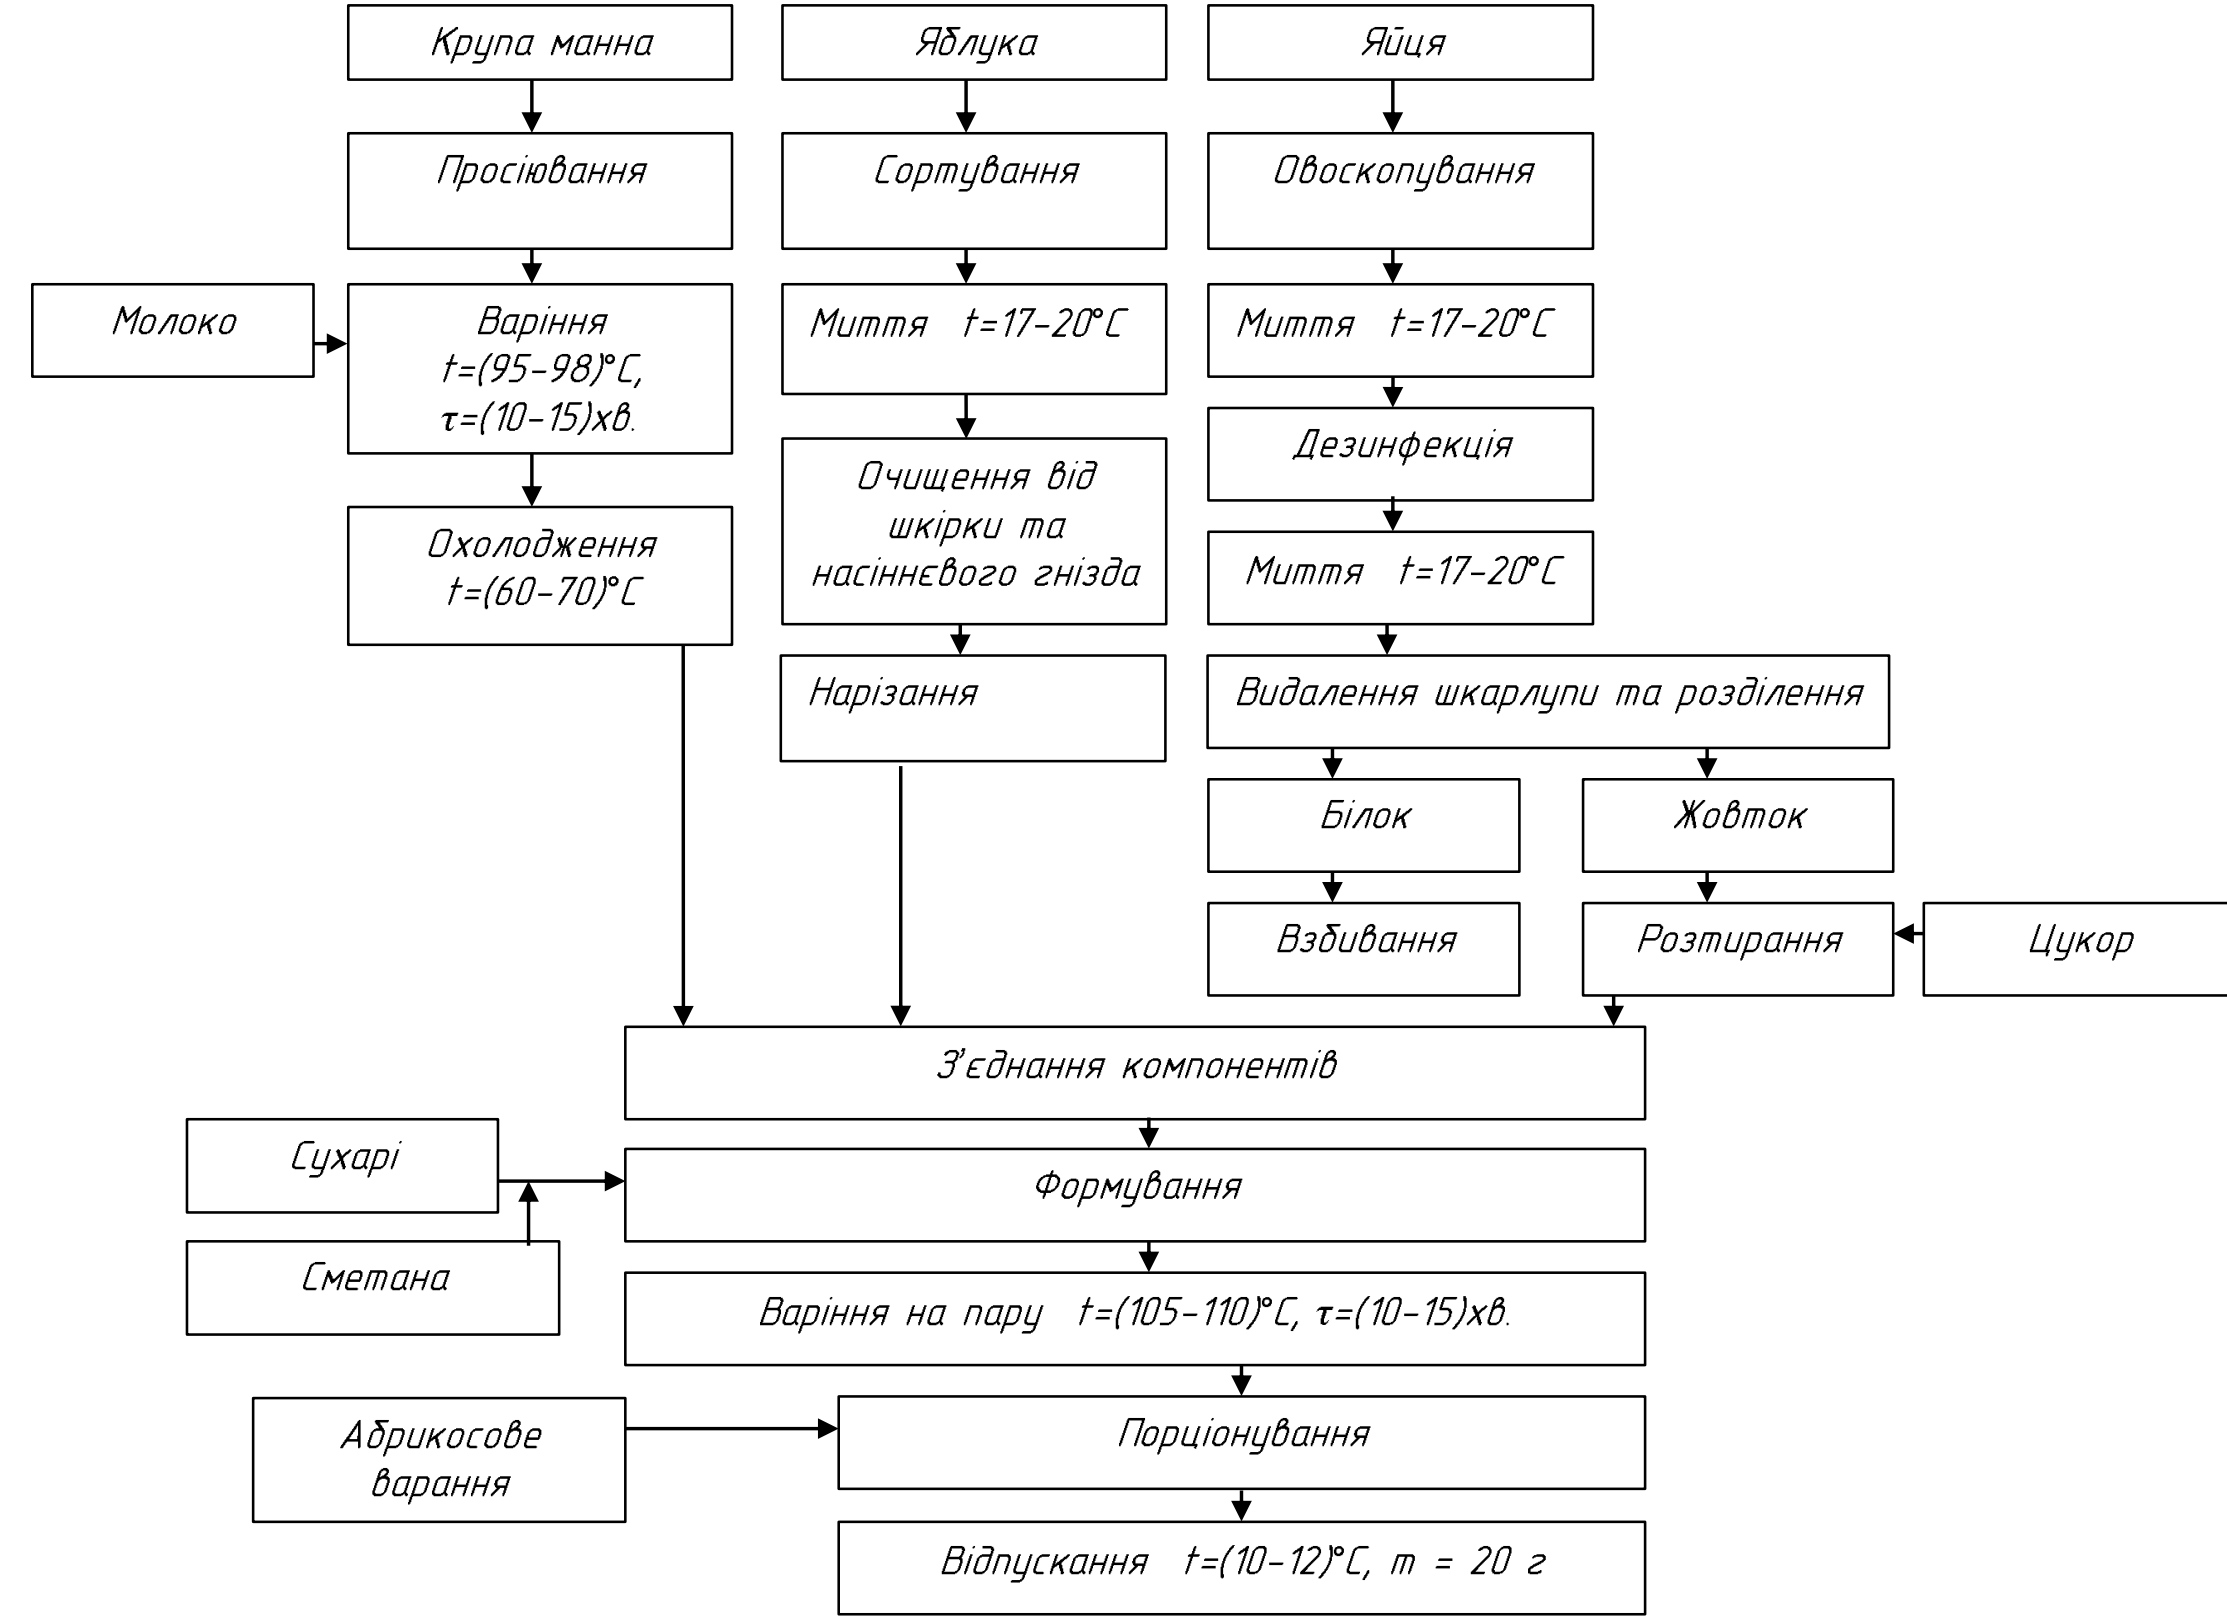 Крупа манна
Яблука
Яйця
Просіювання
Сортування
Овоскопування
Молоко
Варіння
t=(95-98)°С,
τ=(10-15)хв.
Миття t=17-20°С
Миття t=17-20°С
Дезинфекція
Очищення від
шкірки та
насіннєвого гнізда
Охолодження
t=(60-70)°С
Миття t=17-20°С
Нарізання
Видалення шкарлупи та розділення
Білок
Жовток
Взбивання
Розтирання
Цукор
З'єднання компонентів
Сухарі
Формування
Сметана
Варіння на пару t=(105-110)°С, τ=(10-15)хв.
Абрикосове
варання
Порціонування
Відпускання t=(10-12)°С, m = 20 г